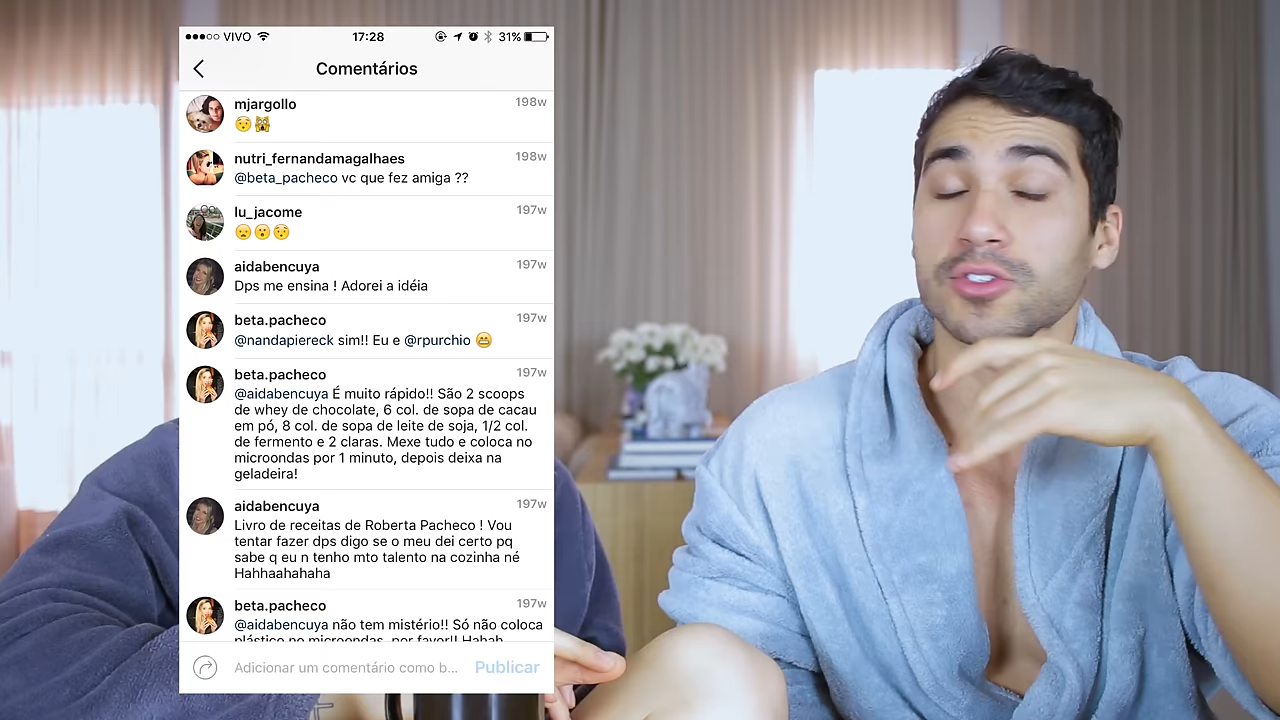 VIVO 17:28 31%
Comentários
mjargollo 198w
nutri_fernandamagalhaes 198w
@beta_pacheco vc que fez amiga ??
lu_jacome 197w
aidabencuya 197w
Dps me ensina ! Adorei a idéia
beta.pacheco 197w
@nandapiereck sim!! Eu e @rpurchio
beta.pacheco 197w
@aidabencuya É muito rápido!! São 2 scoops
de whey de chocolate, 6 col. de sopa de cacau
em pó, 8 col. de sopa de leite de soja, 1/2 col.
de fermento e 2 claras. Mexe tudo e coloca no
microondas por 1 minuto, depois deixa na
geladeira!
aidabencuya 197w
Livro de receitas de Roberta Pacheco ! Vou
tentar fazer dps digo se o meu dei certo pq
sabe q eu n tenho mto talento na cozinha né
Hahhaahahaha
beta.pacheco 197w
@aidabencuya não tem mistério!! Só não coloca
plástico no microondas, por favor!! Hahah
Adicionar um comentário como b... Publicar